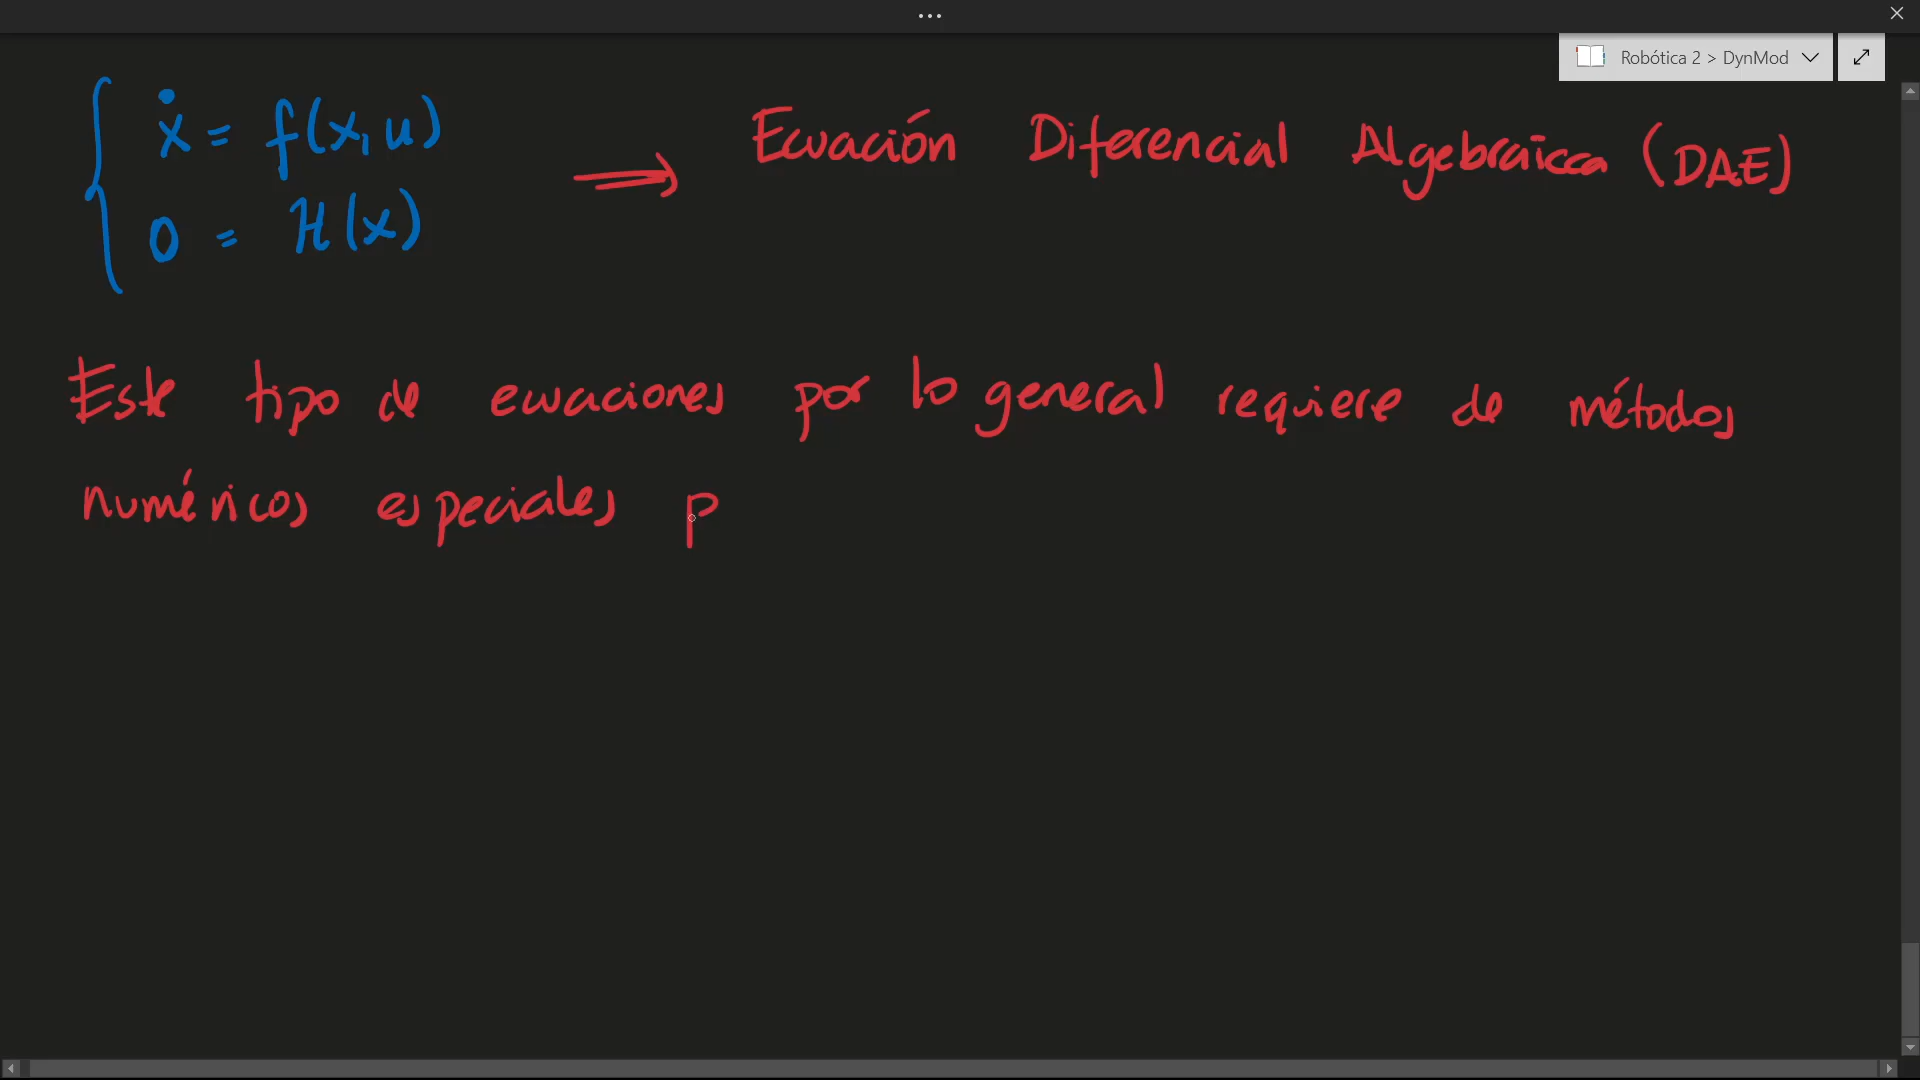 Robótica 2 > DynMod
ẋ = f(x, u)
0 = H(x)
⟹ Ecuación Diferencial Algebraica (DAE)
Este tipo de ecuaciones por lo general requiere de métodos
numéricos especiales p